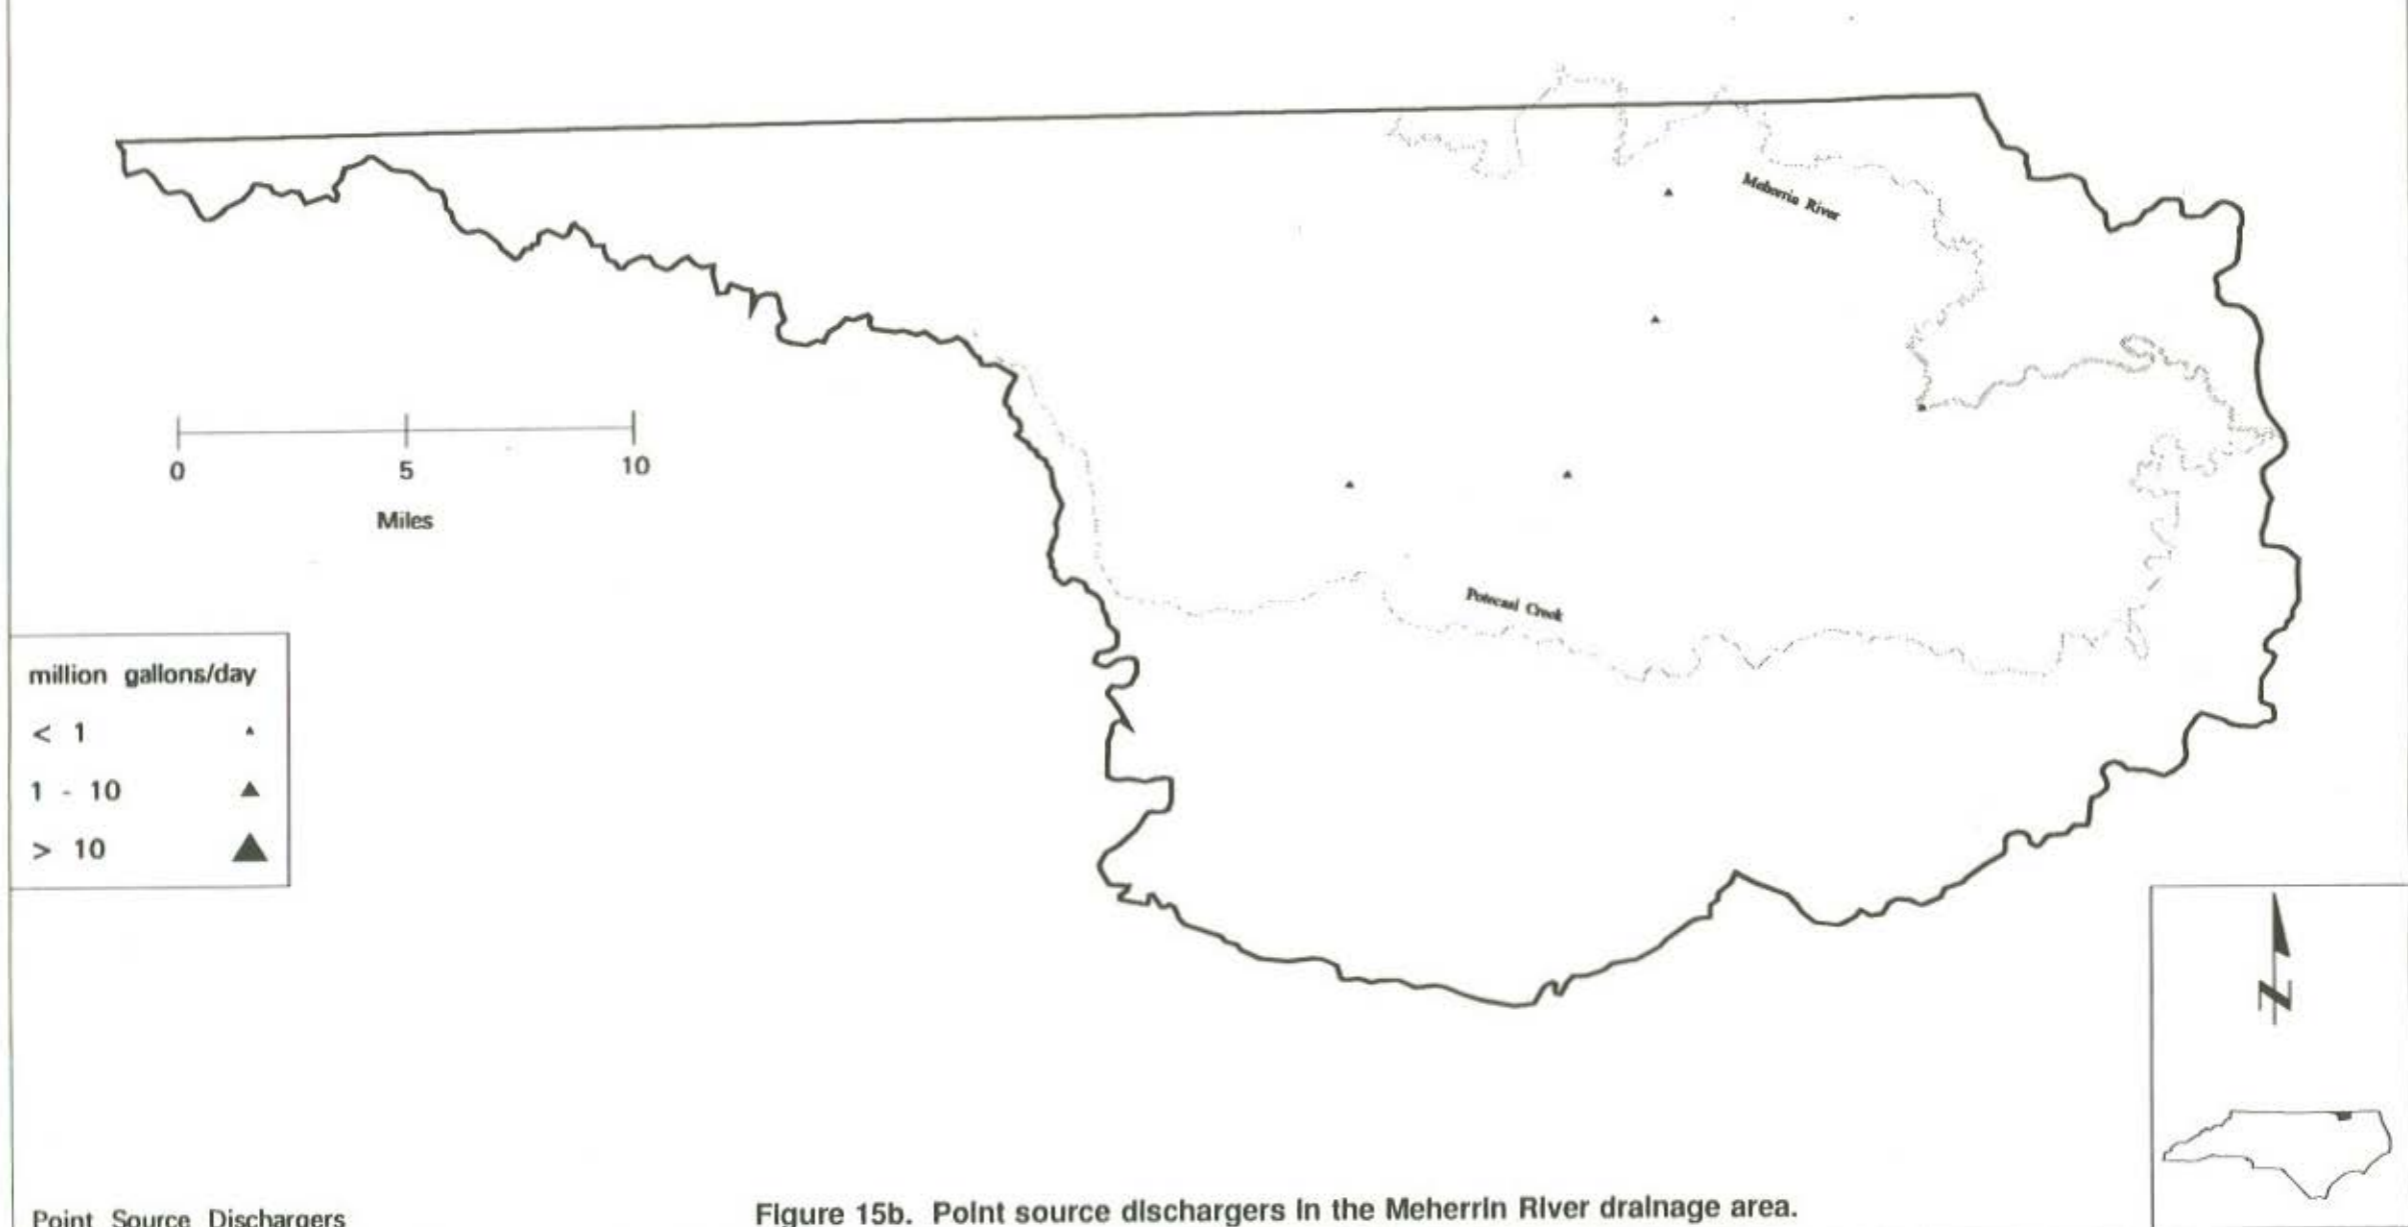 Meherrin River
0 5 10
Miles
Potecasi Creek
million gallons/day
< 1
1 - 10
> 10
N
Point Source Dischargers
Figure 15b. Point source dischargers in the Meherrin River drainage area.